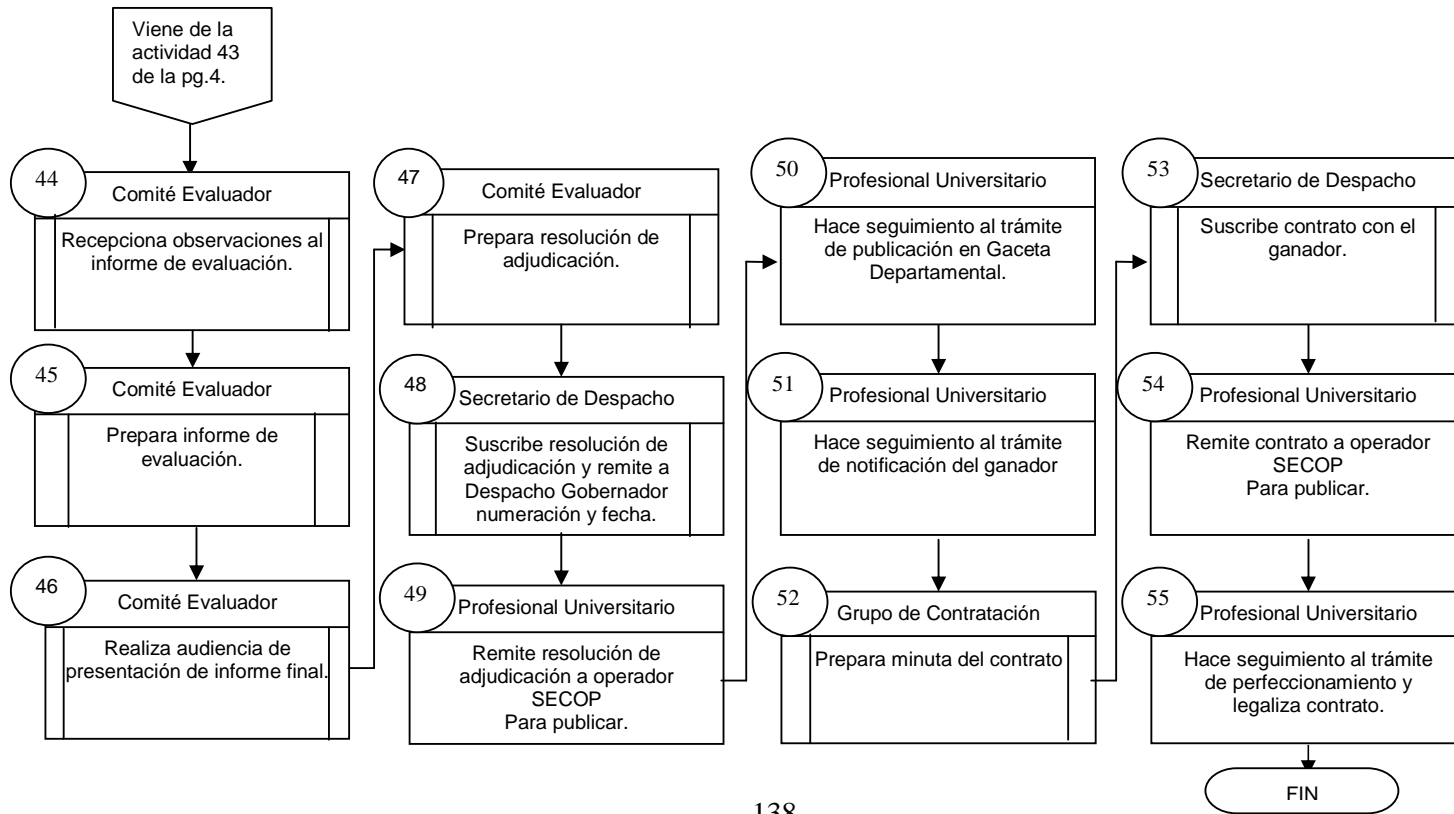 Viene de la
actividad 43
de la pg.4.
44
Comité Evaluador
Recepciona observaciones al
informe de evaluación.
45
Comité Evaluador
Prepara informe de
evaluación.
46
Comité Evaluador
Realiza audiencia de
presentación de informe final.
47
Comité Evaluador
Prepara resolución de
adjudicación.
48
Secretario de Despacho
Suscribe resolución de
adjudicación y remite a
Despacho Gobernador
numeración y fecha.
49
Profesional Universitario
Remite resolución de
adjudicación a operador
SECOP
Para publicar.
50
Profesional Universitario
Hace seguimiento al trámite
de publicación en Gaceta
Departamental.
51
Profesional Universitario
Hace seguimiento al trámite
de notificación del ganador
52
Grupo de Contratación
Prepara minuta del contrato
53
Secretario de Despacho
Suscribe contrato con el
ganador.
54
Profesional Universitario
Remite contrato a operador
SECOP
Para publicar.
55
Profesional Universitario
Hace seguimiento al trámite
de perfeccionamiento y
legaliza contrato.
FIN
138